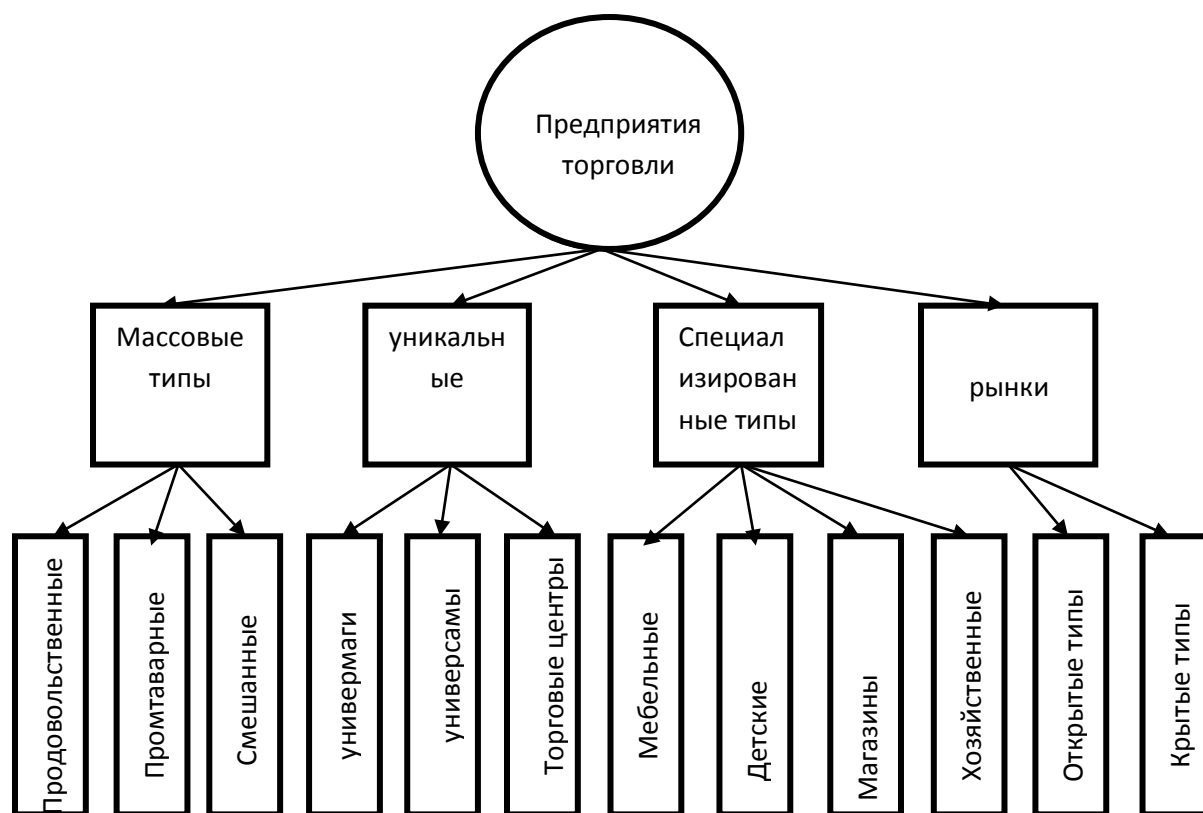 Предприятия
торговли
Массовые
типы
уникальн
ые
Специал
изирован
ные типы
рынки
Продовольственные
Промтаварные
Смешанные
универмаги
универсамы
Торговые центры
Мебельные
Детские
Магазины
Хозяйственные
Открытые типы
Крытые типы